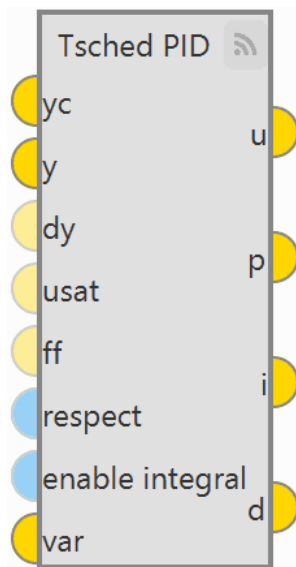 Tsched PID
yc
u
y
dy
p
usat
ff
i
respect
enable integral
d
var